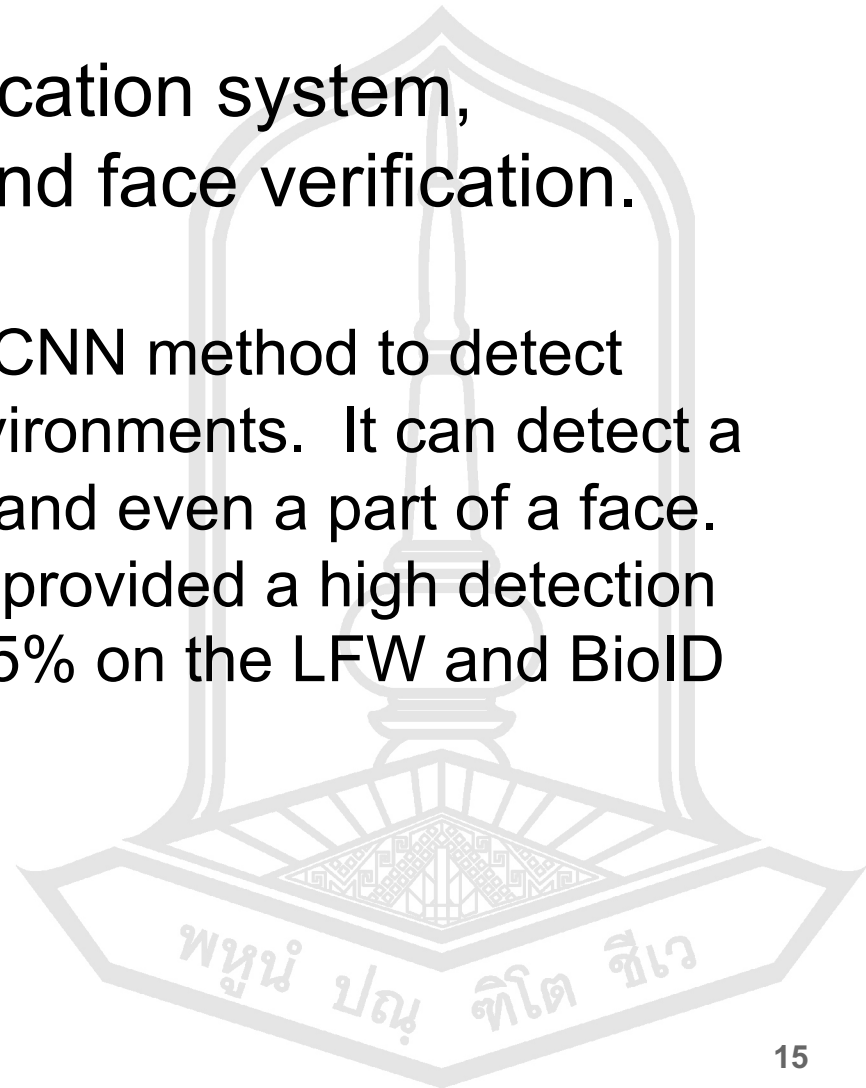 cation system,
nd face verification.
CNN method to detect
vironments. It can detect a
and even a part of a face.
provided a high detection
5% on the LFW and BioID
พหูนํ ปณฺฑิโต ชีเว
15